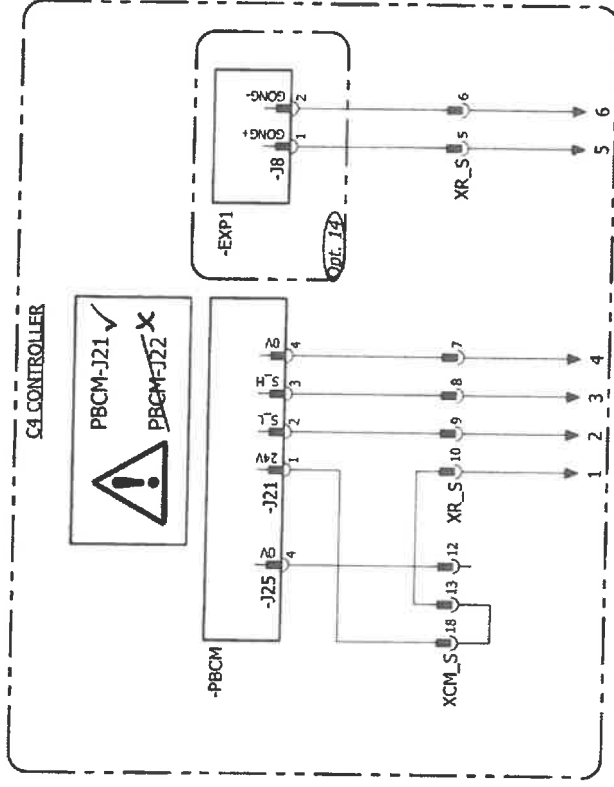 C4 CONTROLLER
PBCM-J21
PBCM-J22
-PBCM
-EXP1
0V
24V
S_L
S_H
0V
GONG+
GONG-
-J25
4
-J21
1
2
3
4
-J8
1
2
Opt. 14
XCM_S
18
13
12
XR_S
10
9
8
7
XR_S
5
6
1
2
3
4
5
6